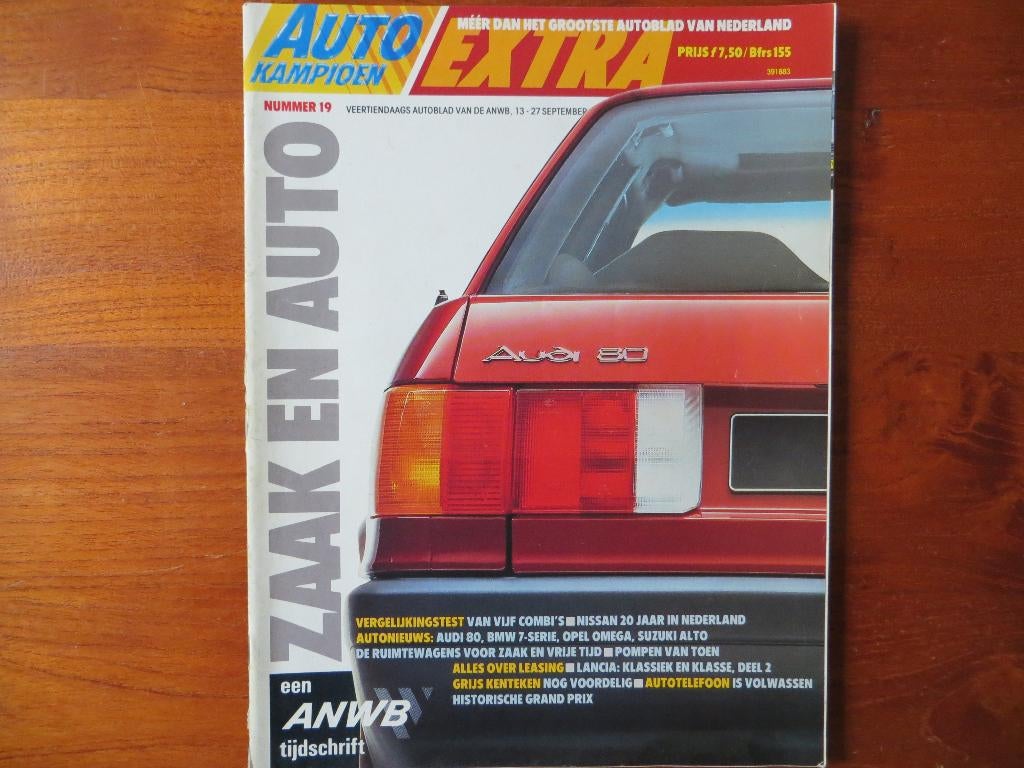 AUTO
KAMPIOEN
EXTRA
MÉÉR DAN HET GROOTSTE AUTOBLAD VAN NEDERLAND
PRIJS f 7,50 / Bfrs 155
391883
NUMMER 19
VEERTIENDAAGS AUTOBLAD VAN DE ANWB, 13 - 27 SEPTEMBER
ZAAK EN AUTO
Audi 80
VERGELIJKINGSTEST VAN VIJF COMBI'S ■ NISSAN 20 JAAR IN NEDERLAND
AUTONIEUWS: AUDI 80, BMW 7-SERIE, OPEL OMEGA, SUZUKI ALTO
DE RUIMTEWAGENS VOOR ZAAK EN VRIJE TIJD ■ POMPEN VAN TOEN
ALLES OVER LEASING ■ LANCIA: KLASSIEK EN KLASSE, DEEL 2
GRIJS KENTEKEN NOG VOORDELIG ■ AUTOTELEFOON IS VOLWASSEN
HISTORISCHE GRAND PRIX
een
ANWB
tijdschrift